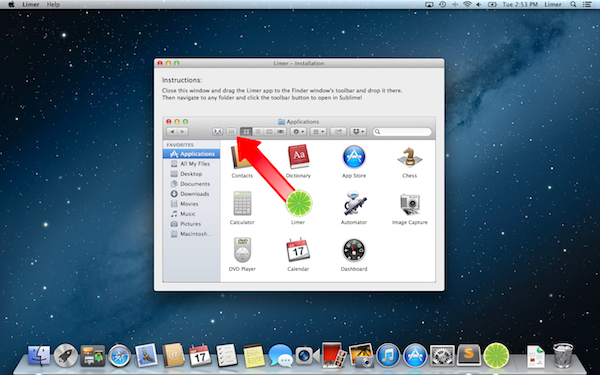 Limer Help
Tue 2:53 PM Limer
Limer - Installation
Instructions:
Close this window and drag the Limer app to the Finder window's toolbar and drop it there.
Then navigate to any folder and click the toolbar button to open in Sublime!
Applications
FAVORITES
Applications
All My Files
Desktop
Documents
Downloads
Movies
Music
Pictures
Macintosh...
Contacts
Dictionary
App Store
Chess
Calculator
Limer
Automator
Image Capture
DVD Player
Calendar
Dashboard
Aa
17
17